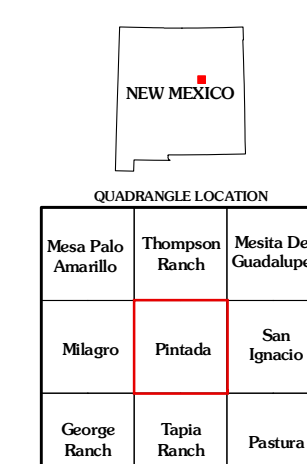 NEW MEXICO
QUADRANGLE LOCATION
Mesa Palo
Amarillo
Thompson
Ranch
Mesita De
Guadalupe
Milagro
Pintada
San
Ignacio
George
Ranch
Tapia
Ranch
Pastura